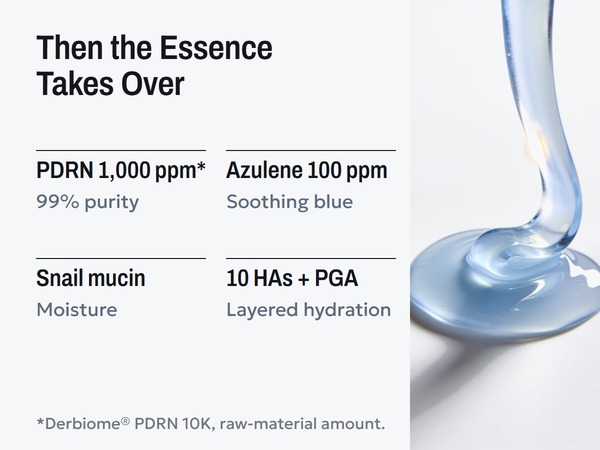 Then the Essence
Takes Over
PDRN 1,000 ppm*
99% purity
Azulene 100 ppm
Soothing blue
Snail mucin
Moisture
10 HAs + PGA
Layered hydration
*Derbiome® PDRN 10K, raw-material amount.